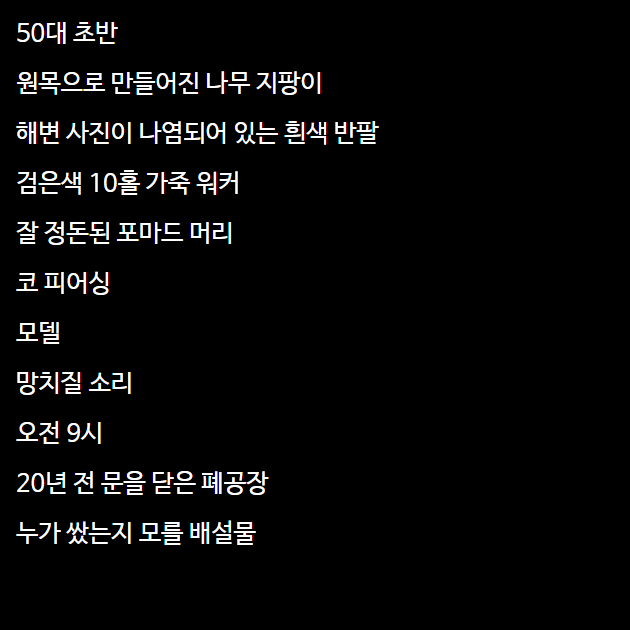 50대 초반
원목으로 만들어진 나무 지팡이
해변 사진이 나염되어 있는 흰색 반팔
검은색 10홀 가죽 워커
잘 정돈된 포마드 머리
코 피어싱
모델
망치질 소리
오전 9시
20년 전 문을 닫은 폐공장
누가 쌌는지 모를 배설물